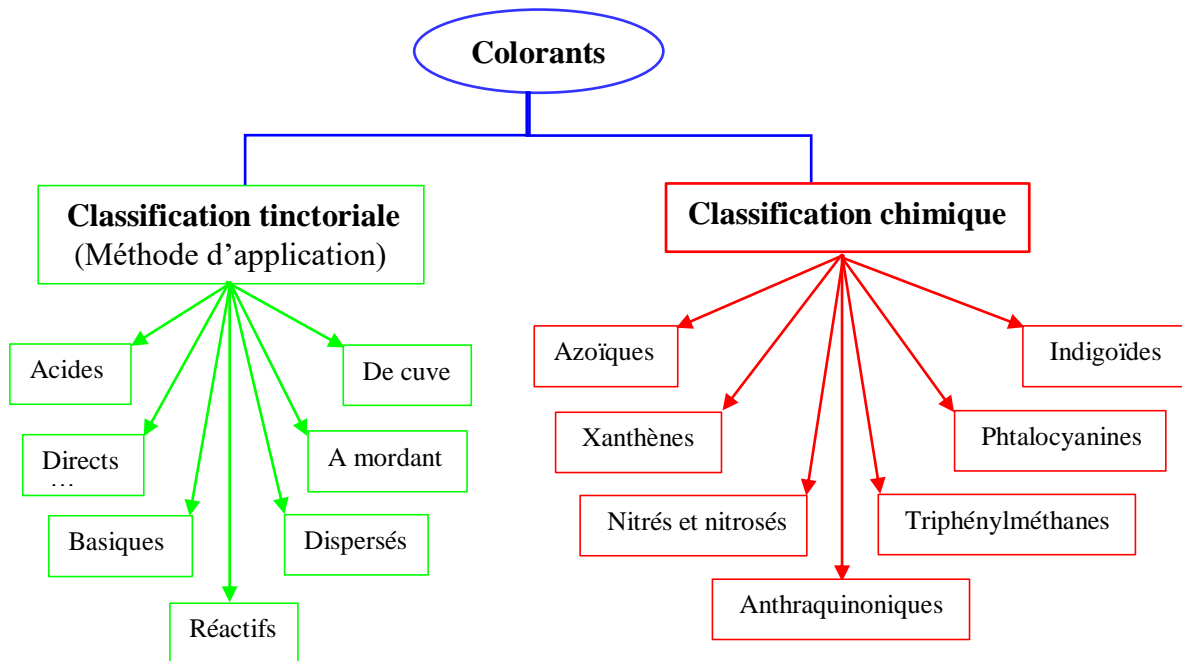 Colorants
Classification tinctoriale
(Méthode d’application)
Classification chimique
Acides
De cuve
Directs
…
A mordant
Basiques
Dispersés
Réactifs
Azoïques
Indigoïdes
Xanthènes
Phtalocyanines
Nitrés et nitrosés
Triphénylméthanes
Anthraquinoniques